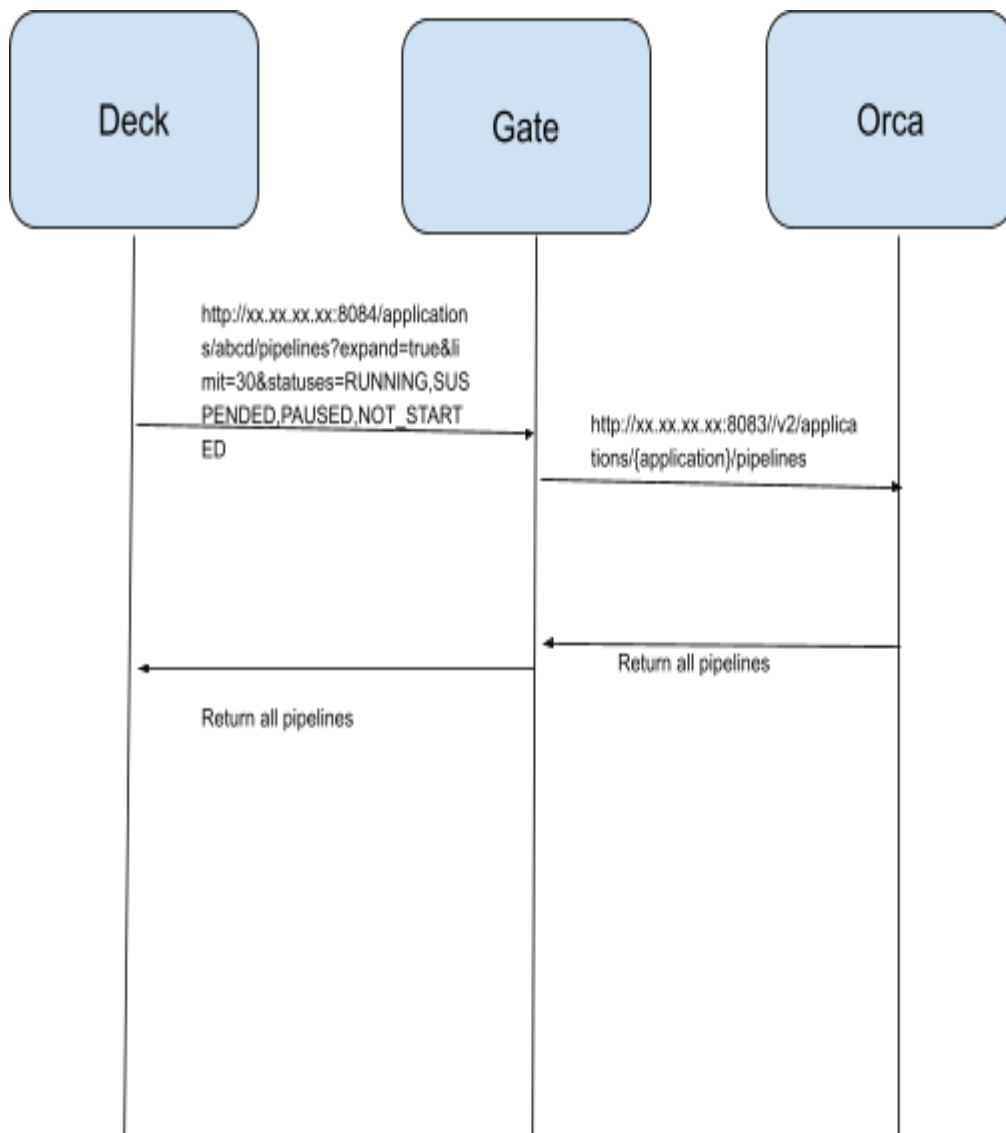 Deck
Gate
Orca
http://xx.xx.xx.xx:8084/application
s/abcd/pipelines?expand=true&li
mit=30&statuses=RUNNING,SUS
PENDED,PAUSED,NOT_START
ED
http://xx.xx.xx.xx:8083//v2/applica
tions/{application}/pipelines
Return all pipelines
Return all pipelines